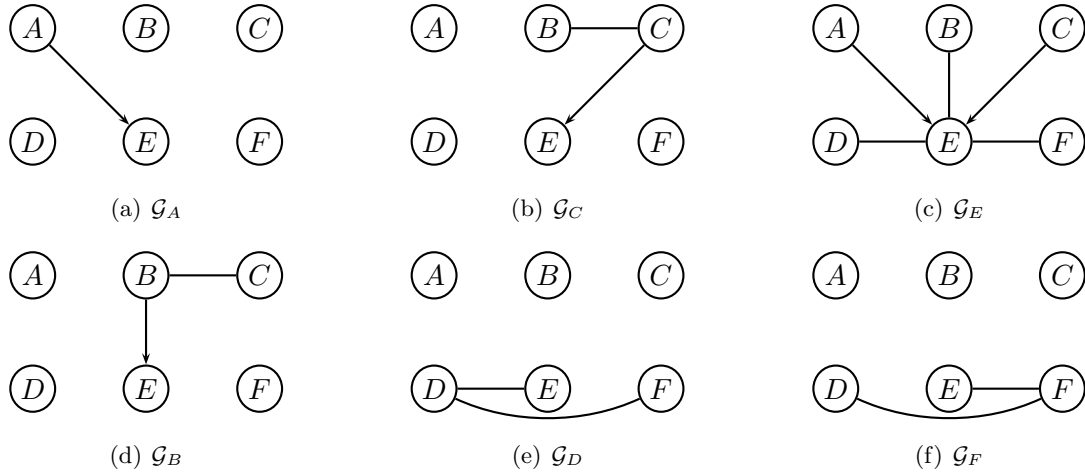 A B C A B C A B C
D E F D E F D E F
(a) 𝒢_A (b) 𝒢_C (c) 𝒢_E
A B C A B C A B C
D E F D E F D E F
(d) 𝒢_B (e) 𝒢_D (f) 𝒢_F